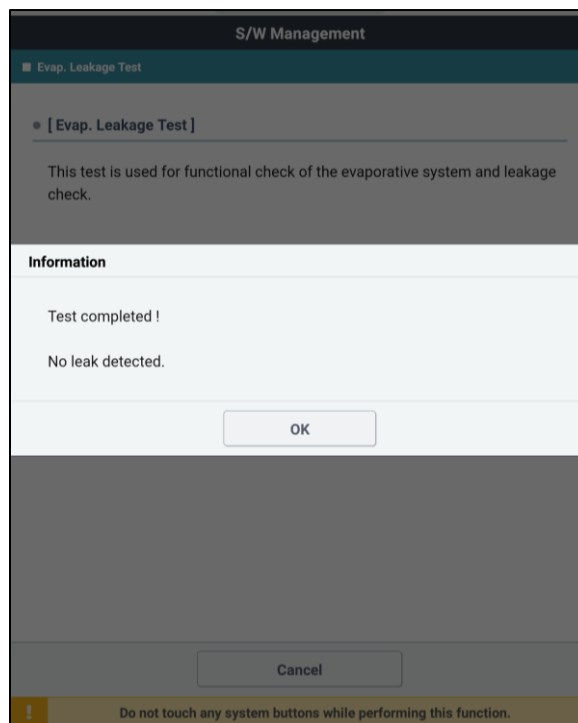 S/W Management
Evap. Leakage Test
[ Evap. Leakage Test ]
This test is used for functional check of the evaporative system and leakage
check.
Information
Test completed !
No leak detected.
OK
Cancel
! Do not touch any system buttons while performing this function.